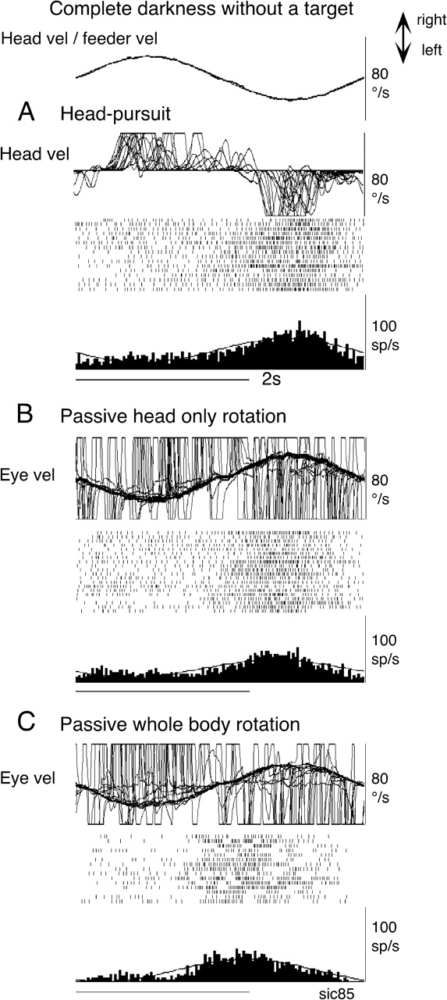 Complete darkness without a target
right
left
Head vel / feeder vel
80
°/s
A Head-pursuit
Head vel
80
°/s
100
sp/s
2s
B Passive head only rotation
Eye vel
80
°/s
100
sp/s
C Passive whole body rotation
Eye vel
80
°/s
100
sp/s
sic85